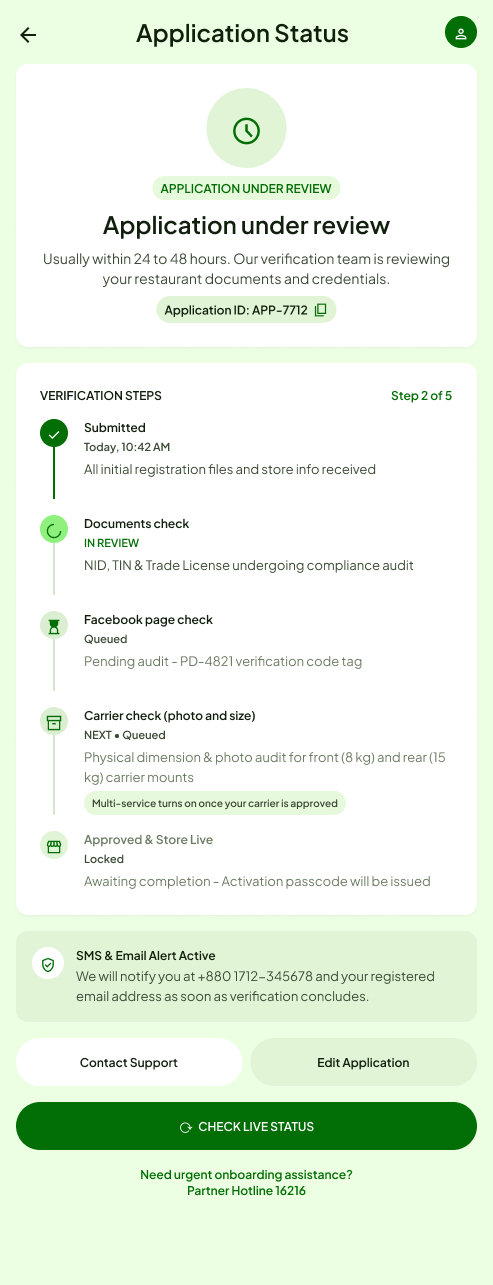 Application Status
APPLICATION UNDER REVIEW
Application under review
Usually within 24 to 48 hours. Our verification team is reviewing
your restaurant documents and credentials.
Application ID: APP-7712
VERIFICATION STEPS
Step 2 of 5
Submitted
Today, 10:42 AM
All initial registration files and store info received
Documents check
IN REVIEW
NID, TIN & Trade License undergoing compliance audit
Facebook page check
Queued
Pending audit - PD-4821 verification code tag
Carrier check (photo and size)
NEXT • Queued
Physical dimension & photo audit for front (8 kg) and rear (15
kg) carrier mounts
Multi-service turns on once your carrier is approved
Approved & Store Live
Locked
Awaiting completion - Activation passcode will be issued
SMS & Email Alert Active
We will notify you at +880 1712-345678 and your registered
email address as soon as verification concludes.
Contact Support
Edit Application
CHECK LIVE STATUS
Need urgent onboarding assistance?
Partner Hotline 16216